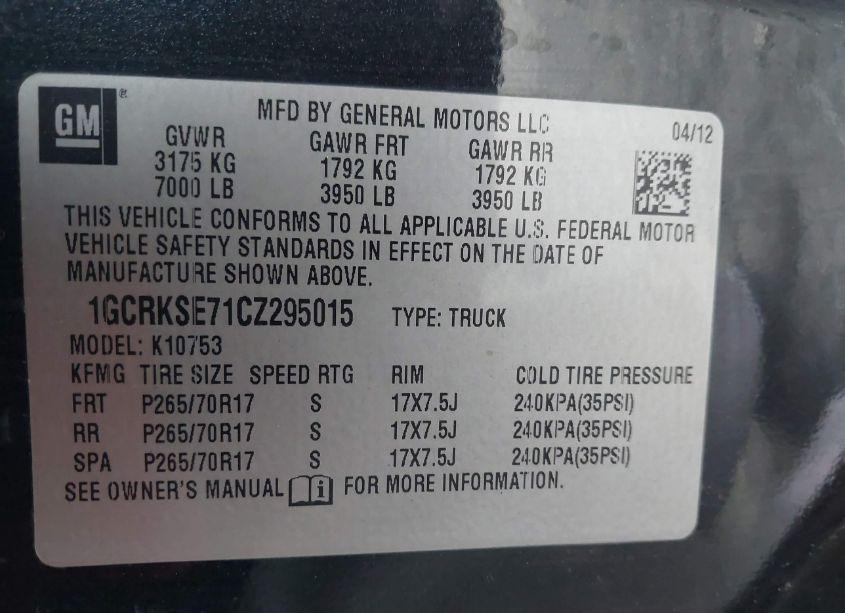 GM ®
MFD BY GENERAL MOTORS LLC 04/12
GVWR GAWR FRT GAWR RR
3175 KG 1792 KG 1792 KG
7000 LB 3950 LB 3950 LB
THIS VEHICLE CONFORMS TO ALL APPLICABLE U.S. FEDERAL MOTOR
VEHICLE SAFETY STANDARDS IN EFFECT ON THE DATE OF
MANUFACTURE SHOWN ABOVE.
1GCRKSE71CZ295015 TYPE: TRUCK
MODEL: K10753
KFMG TIRE SIZE SPEED RTG RIM COLD TIRE PRESSURE
FRT P265/70R17 S 17X7.5J 240KPA(35PSI)
RR P265/70R17 S 17X7.5J 240KPA(35PSI)
SPA P265/70R17 S 17X7.5J 240KPA(35PSI)
SEE OWNER'S MANUAL i FOR MORE INFORMATION.